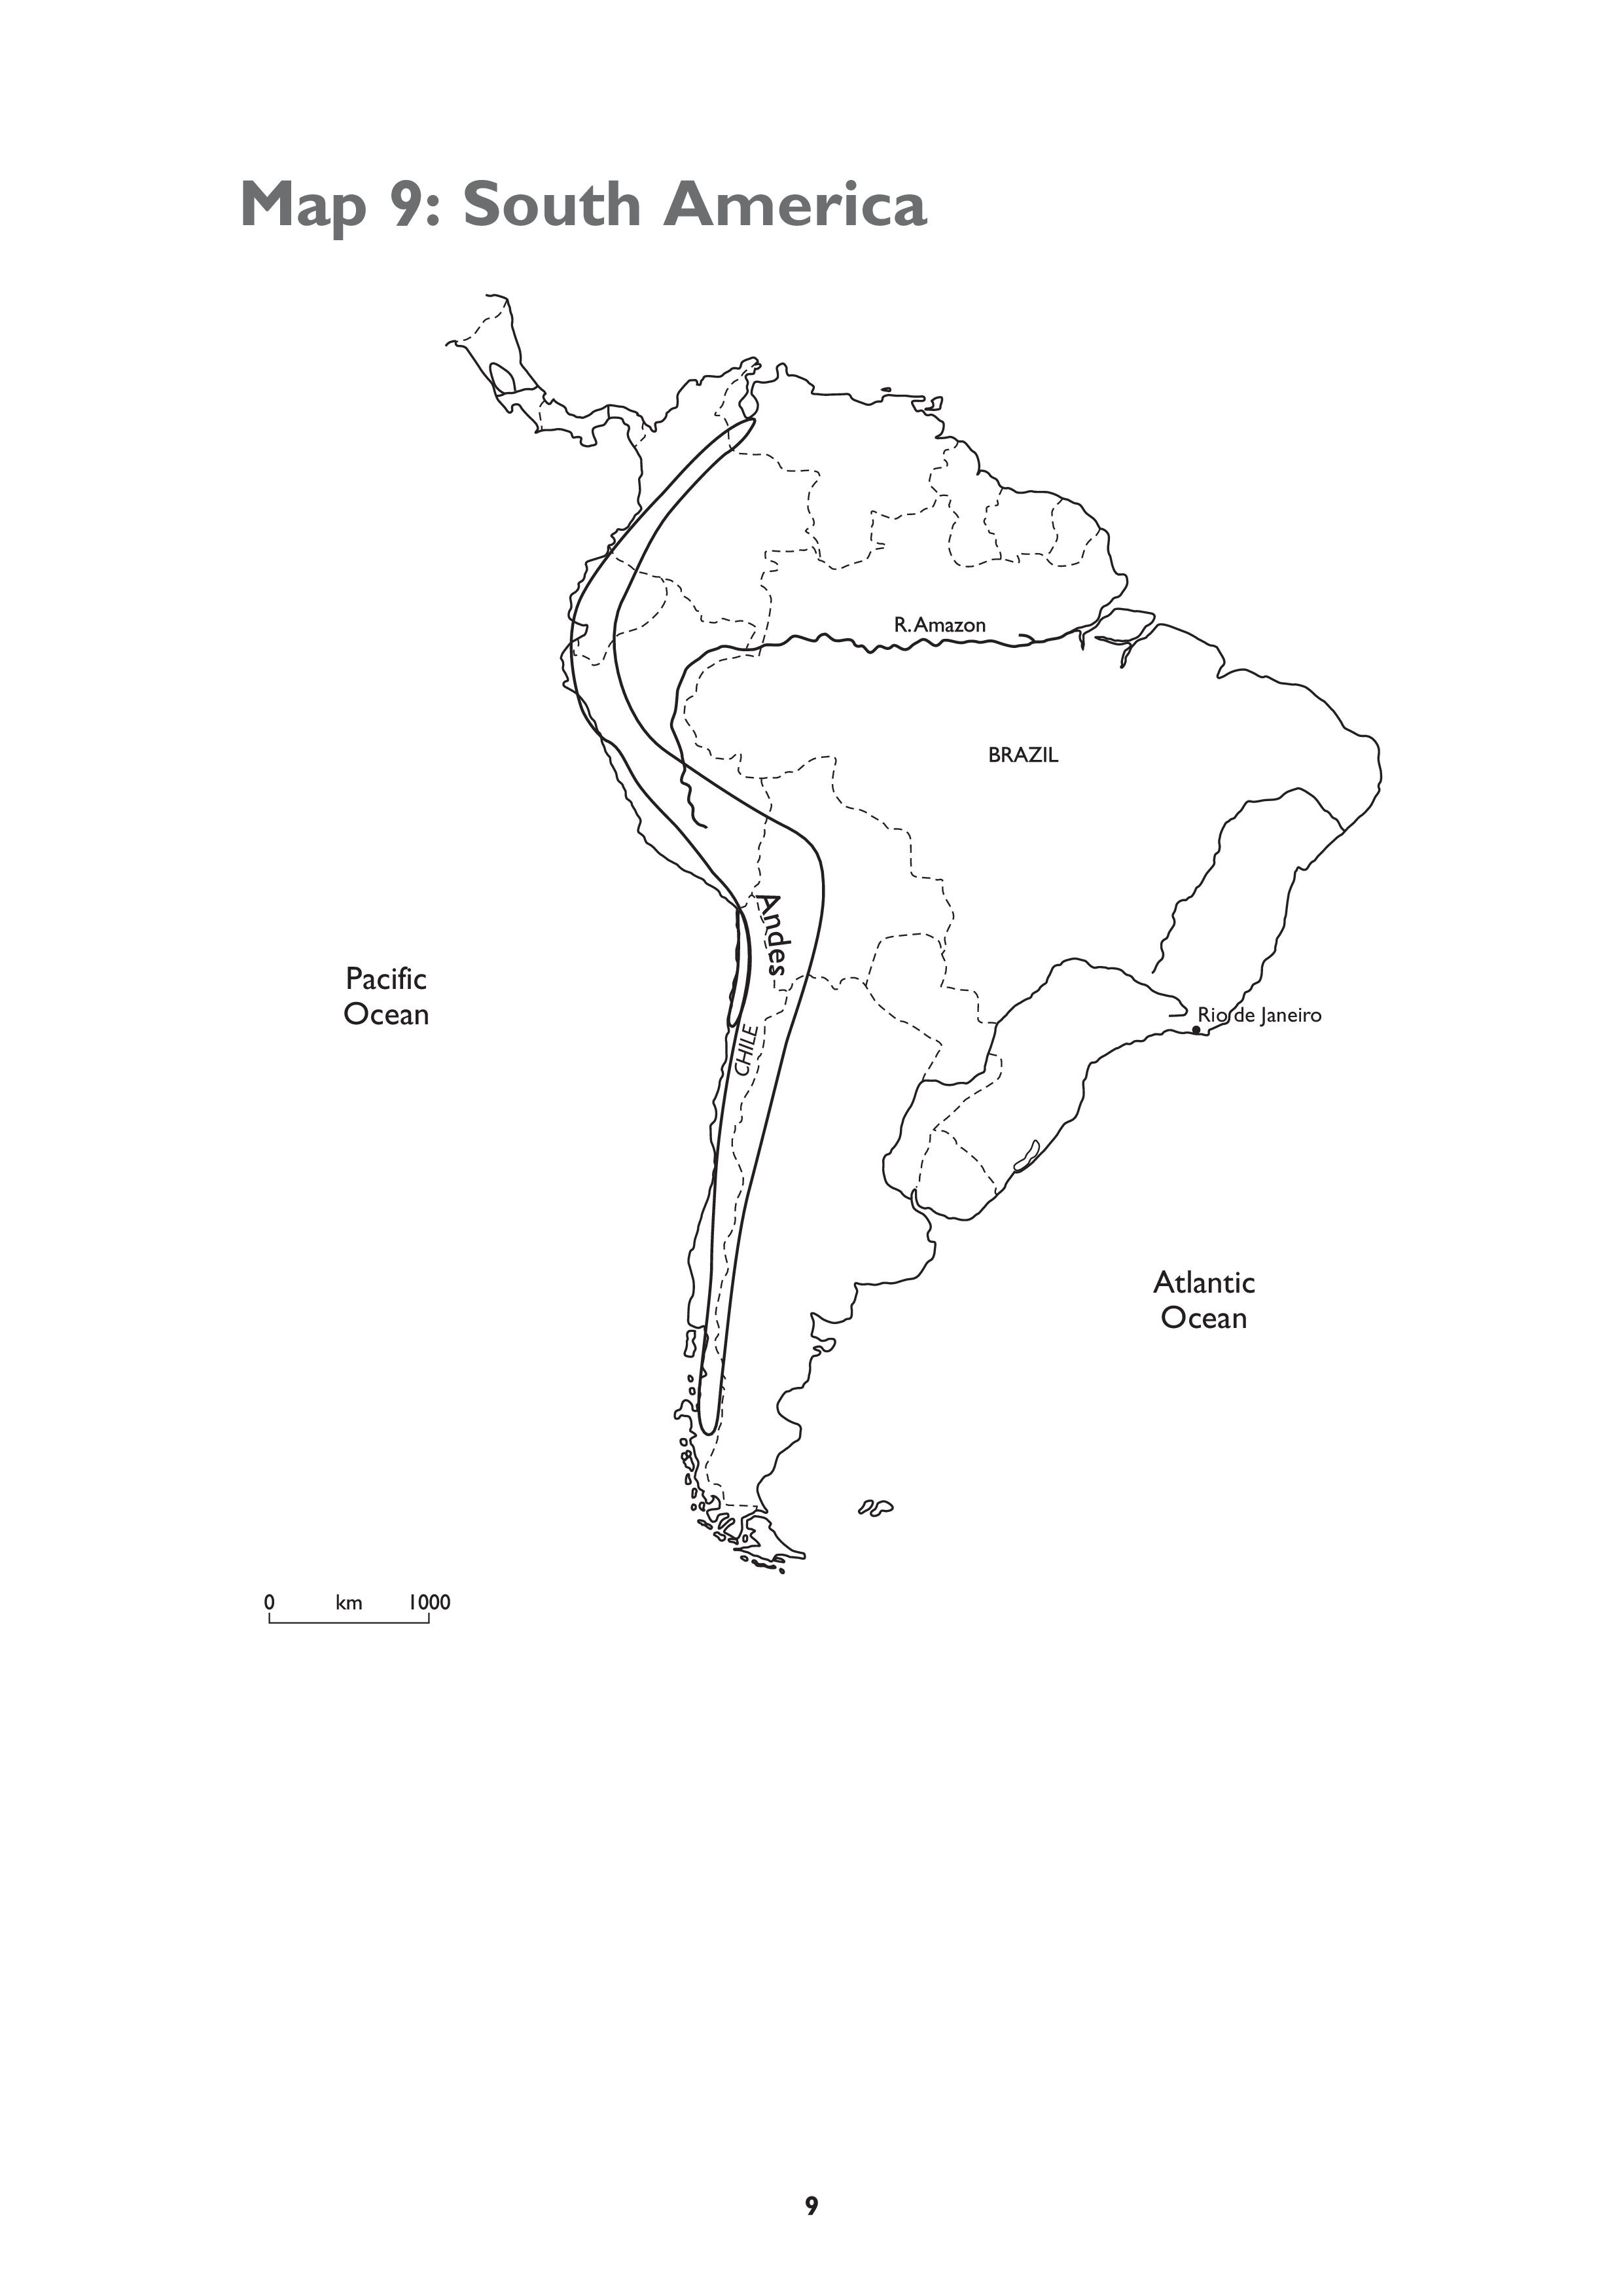 Map 9: South America
R. Amazon
BRAZIL
Andes
Pacific
Ocean
Rio de Janeiro
CHILE
Atlantic
Ocean
0 km 1000
9